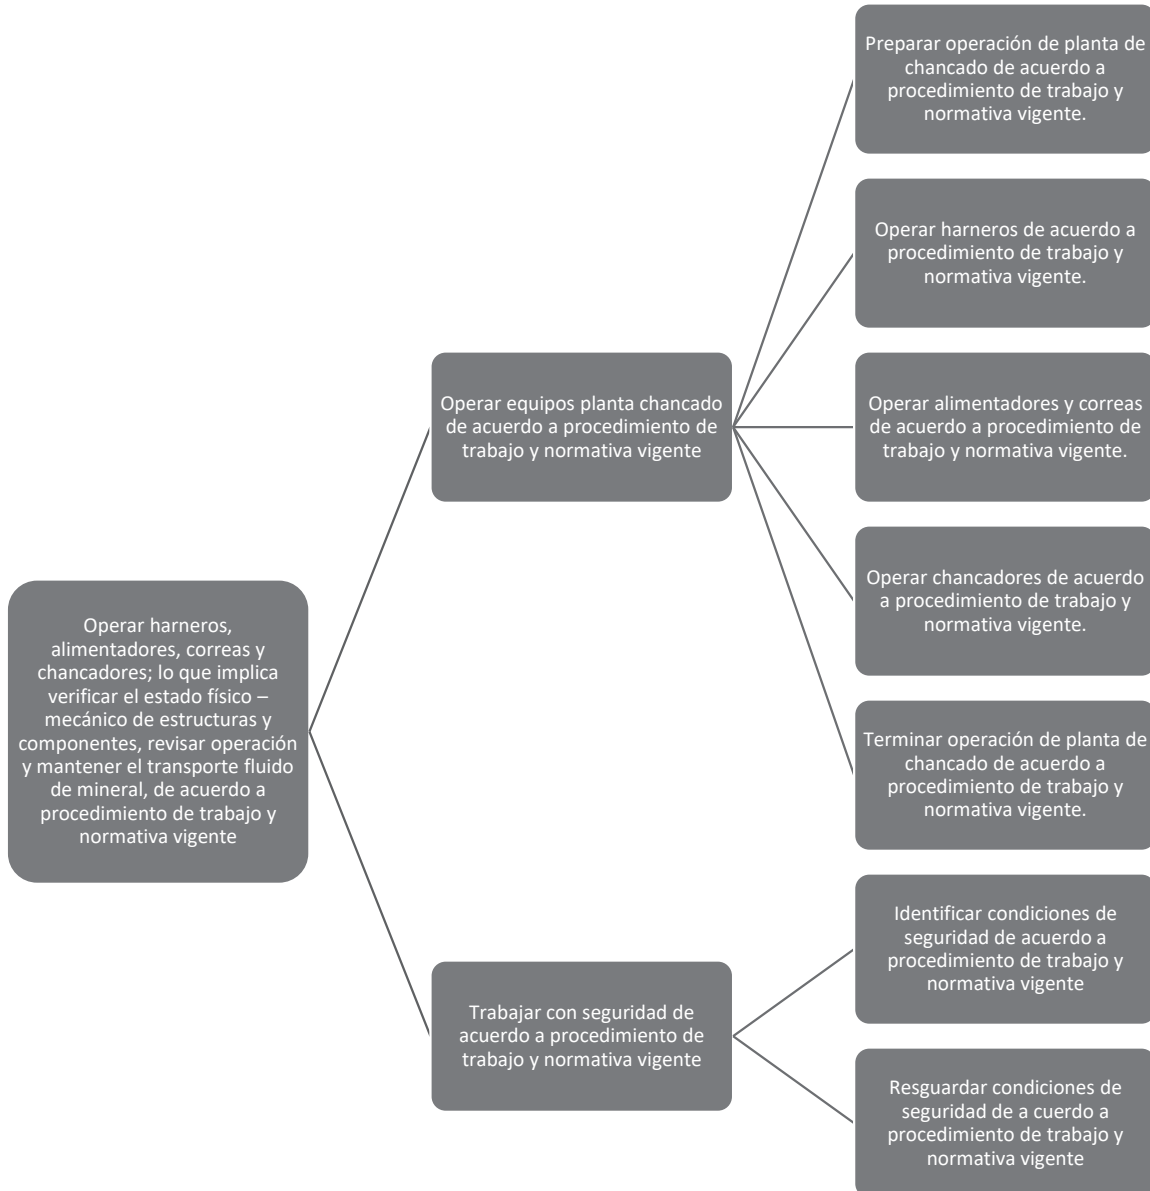 Preparar operación de planta de
chancado de acuerdo a
procedimiento de trabajo y
normativa vigente.
Operar harneros de acuerdo a
procedimiento de trabajo y
normativa vigente.
Operar equipos planta chancado
de acuerdo a procedimiento de
trabajo y normativa vigente
Operar alimentadores y correas
de acuerdo a procedimiento de
trabajo y normativa vigente.
Operar chancadores de acuerdo
a procedimiento de trabajo y
normativa vigente.
Operar harneros,
alimentadores, correas y
chancadores; lo que implica
verificar el estado físico –
mecánico de estructuras y
componentes, revisar operación
y mantener el transporte fluido
de mineral, de acuerdo a
procedimiento de trabajo y
normativa vigente
Terminar operación de planta de
chancado de acuerdo a
procedimiento de trabajo y
normativa vigente.
Identificar condiciones de
seguridad de acuerdo a
procedimiento de trabajo y
normativa vigente
Trabajar con seguridad de
acuerdo a procedimiento de
trabajo y normativa vigente
Resguardar condiciones de
seguridad de a cuerdo a
procedimiento de trabajo y
normativa vigente